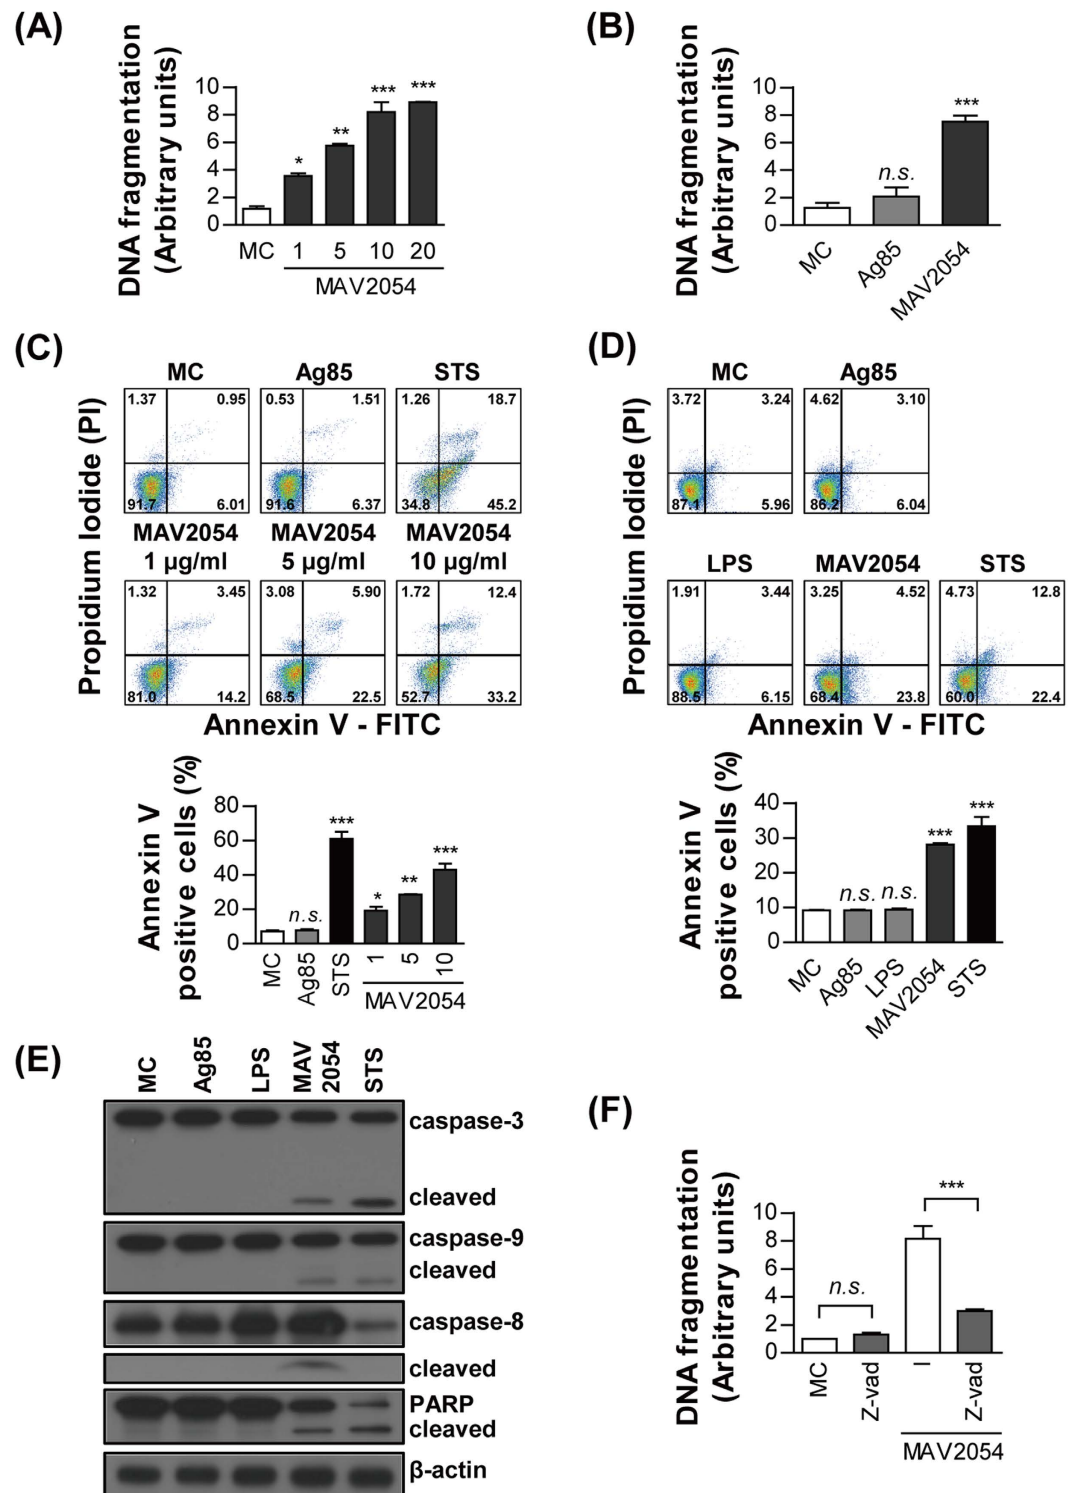 (A)
DNA fragmentation
(Arbitrary units)
10
8
6
4
2
0
*
**
***
***
MC 1 5 10 20
MAV2054
(B)
DNA fragmentation
(Arbitrary units)
10
8
6
4
2
0
n.s.
***
MC
Ag85
MAV2054
(C)
Propidium Iodide (PI)
MC Ag85 STS
1.37 0.95 0.53 1.51 1.26 18.7
91.7 6.01 91.6 6.37 34.8 45.2
MAV2054 MAV2054 MAV2054
1 µg/ml 5 µg/ml 10 µg/ml
1.32 3.45 3.08 5.90 1.72 12.4
81.0 14.2 68.5 22.5 52.7 33.2
Annexin V - FITC
Annexin V
positive cells (%)
80
60
40
20
0
n.s.
***
*
**
***
MC
Ag85
STS
1
5
10
MAV2054
(D)
Propidium Iodide (PI)
MC Ag85
3.72 3.24 4.62 3.10
87.1 5.96 86.2 6.04
LPS MAV2054 STS
1.91 3.44 3.25 4.52 4.73 12.8
88.5 6.15 68.4 23.8 60.0 22.4
Annexin V - FITC
Annexin V
positive cells (%)
40
30
20
10
0
n.s.
n.s.
***
***
MC
Ag85
LPS
MAV2054
STS
(E)
MC
Ag85
LPS
MAV
2054
STS
caspase-3
cleaved
caspase-9
cleaved
caspase-8
cleaved
PARP
cleaved
β-actin
(F)
DNA fragmentation
(Arbitrary units)
10
8
6
4
2
0
n.s.
***
MC
Z-vad
–
Z-vad
MAV2054